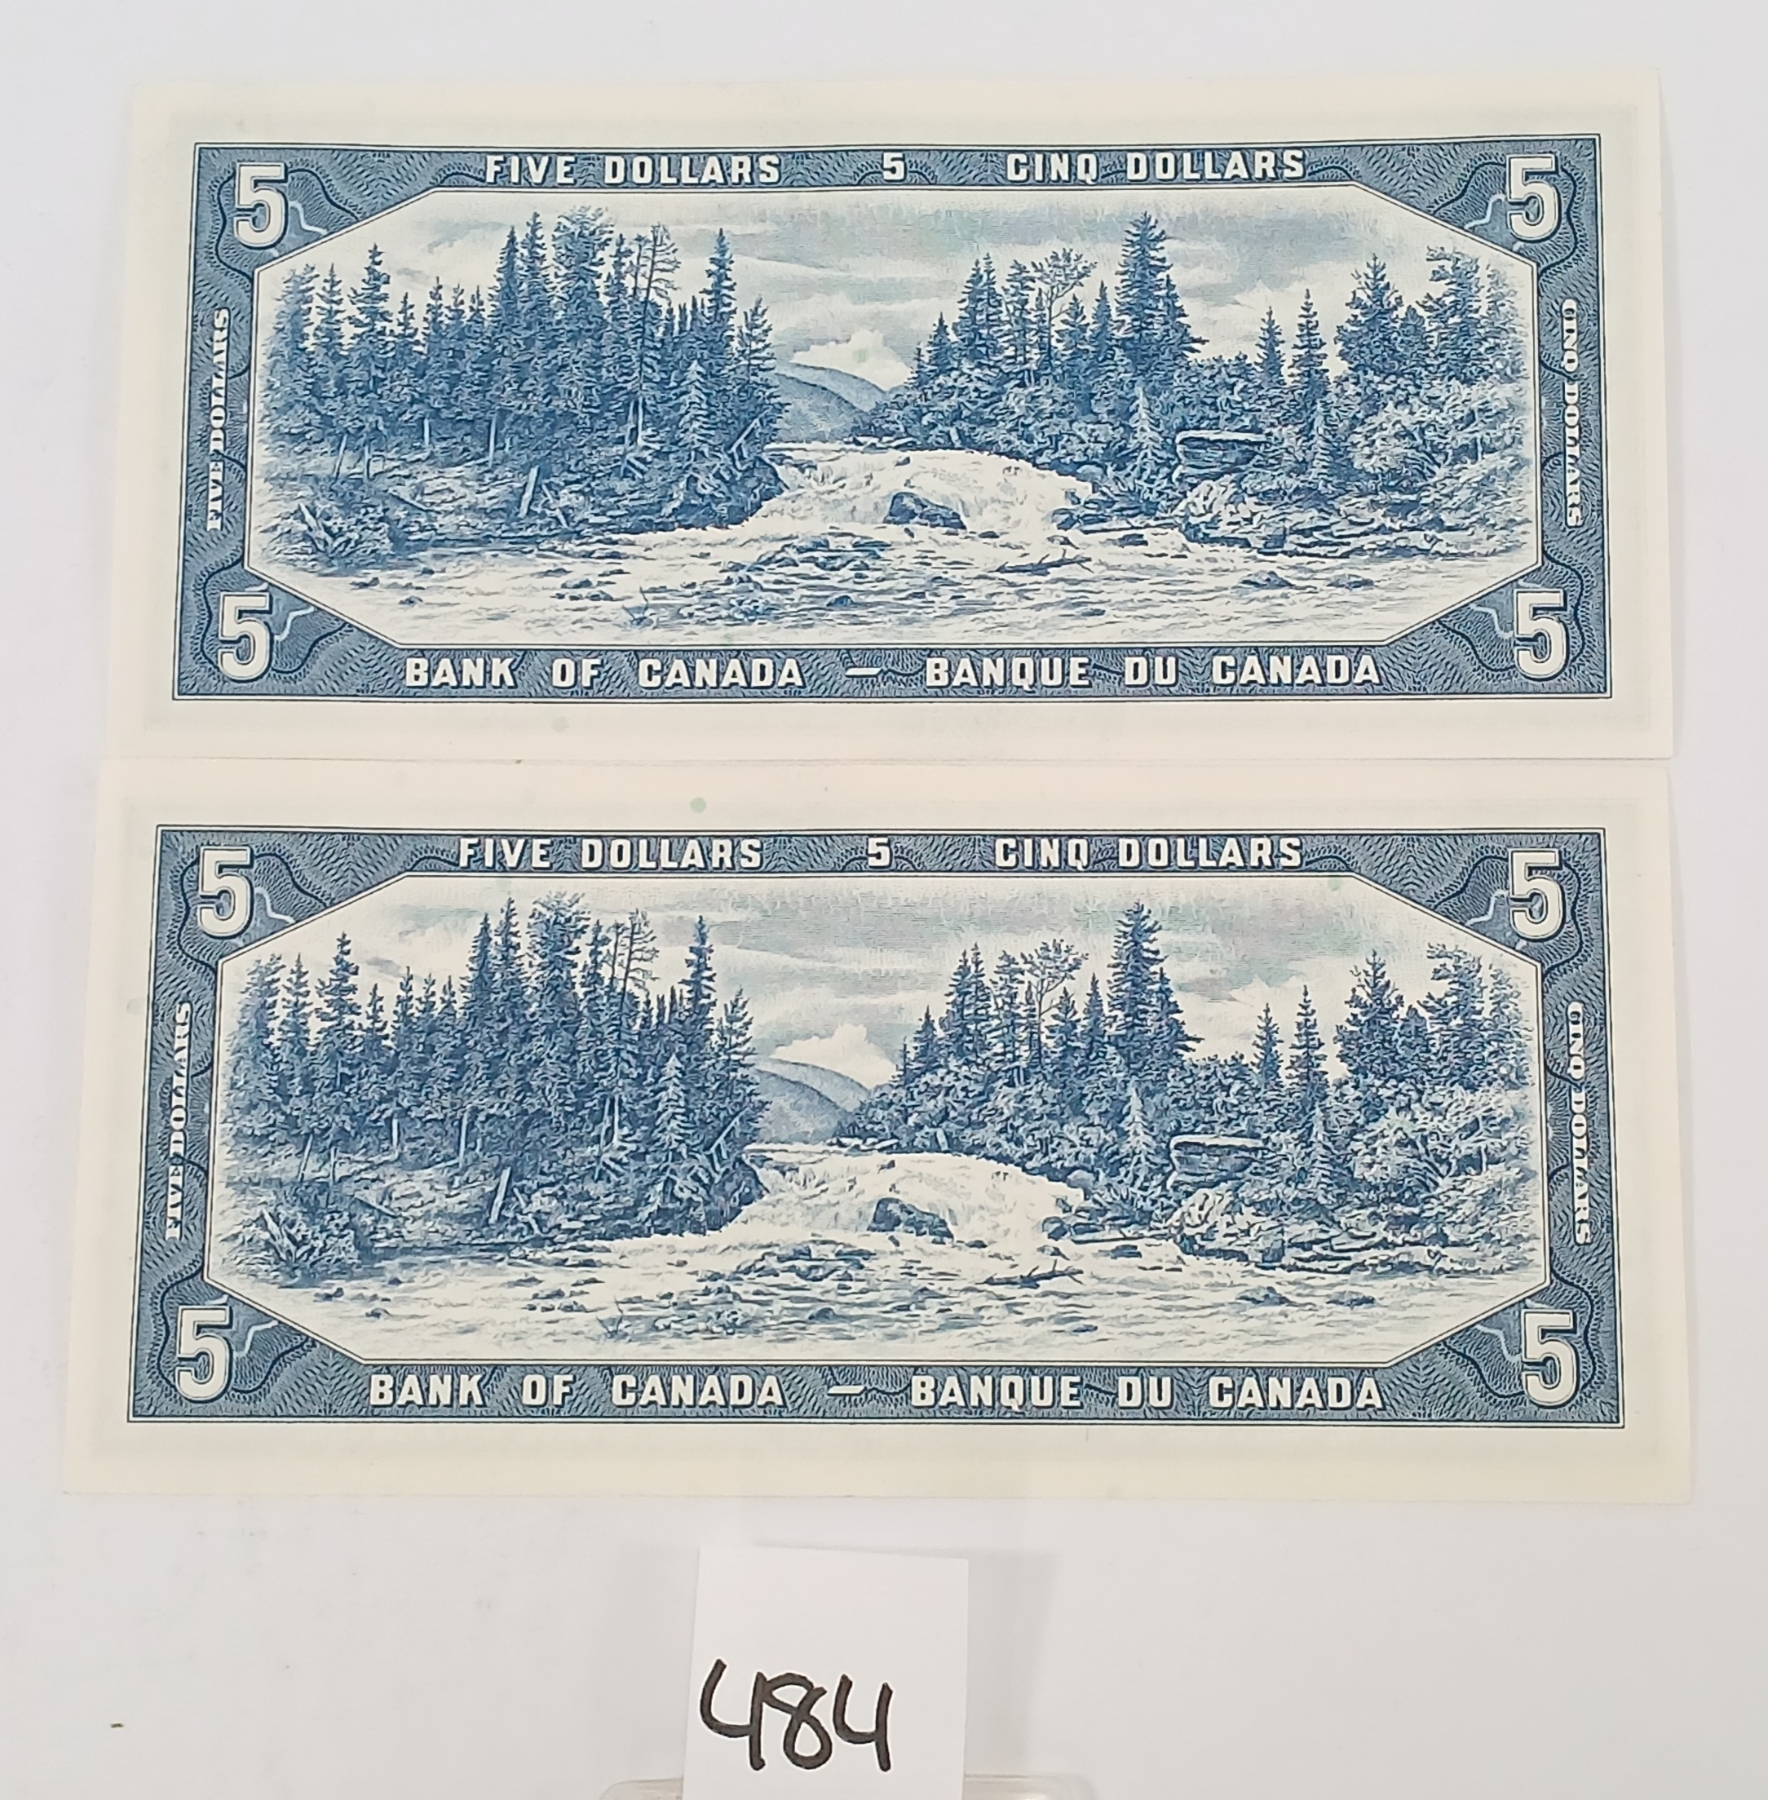 FIVE DOLLARS 5 CINQ DOLLARS
5 5
FIVE DOLLARS
CINQ DOLLARS
5 5
BANK OF CANADA — BANQUE DU CANADA
FIVE DOLLARS 5 CINQ DOLLARS
5 5
FIVE DOLLARS
CINQ DOLLARS
5 5
BANK OF CANADA — BANQUE DU CANADA
484